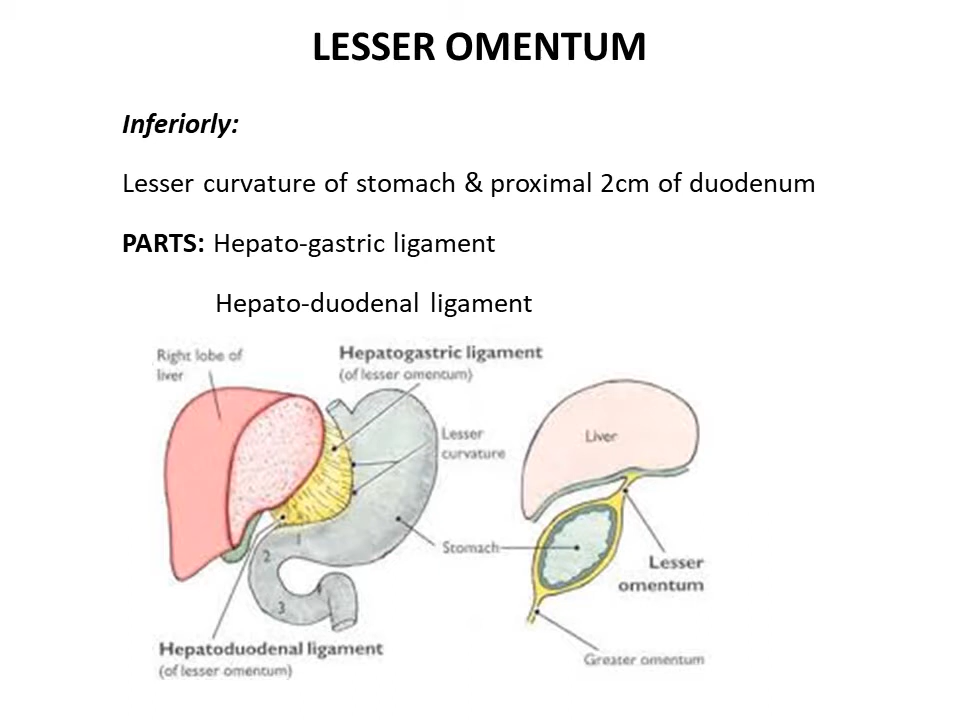 LESSER OMENTUM
Inferiorly:
Lesser curvature of stomach & proximal 2cm of duodenum
PARTS: Hepato-gastric ligament
Hepato-duodenal ligament
Right lobe of
liver
Hepatogastric ligament
(of lesser omentum)
Lesser
curvature
Liver
1
2
Stomach
3
4
Lesser
omentum
Hepatoduodenal ligament
(of lesser omentum)
Greater omentum